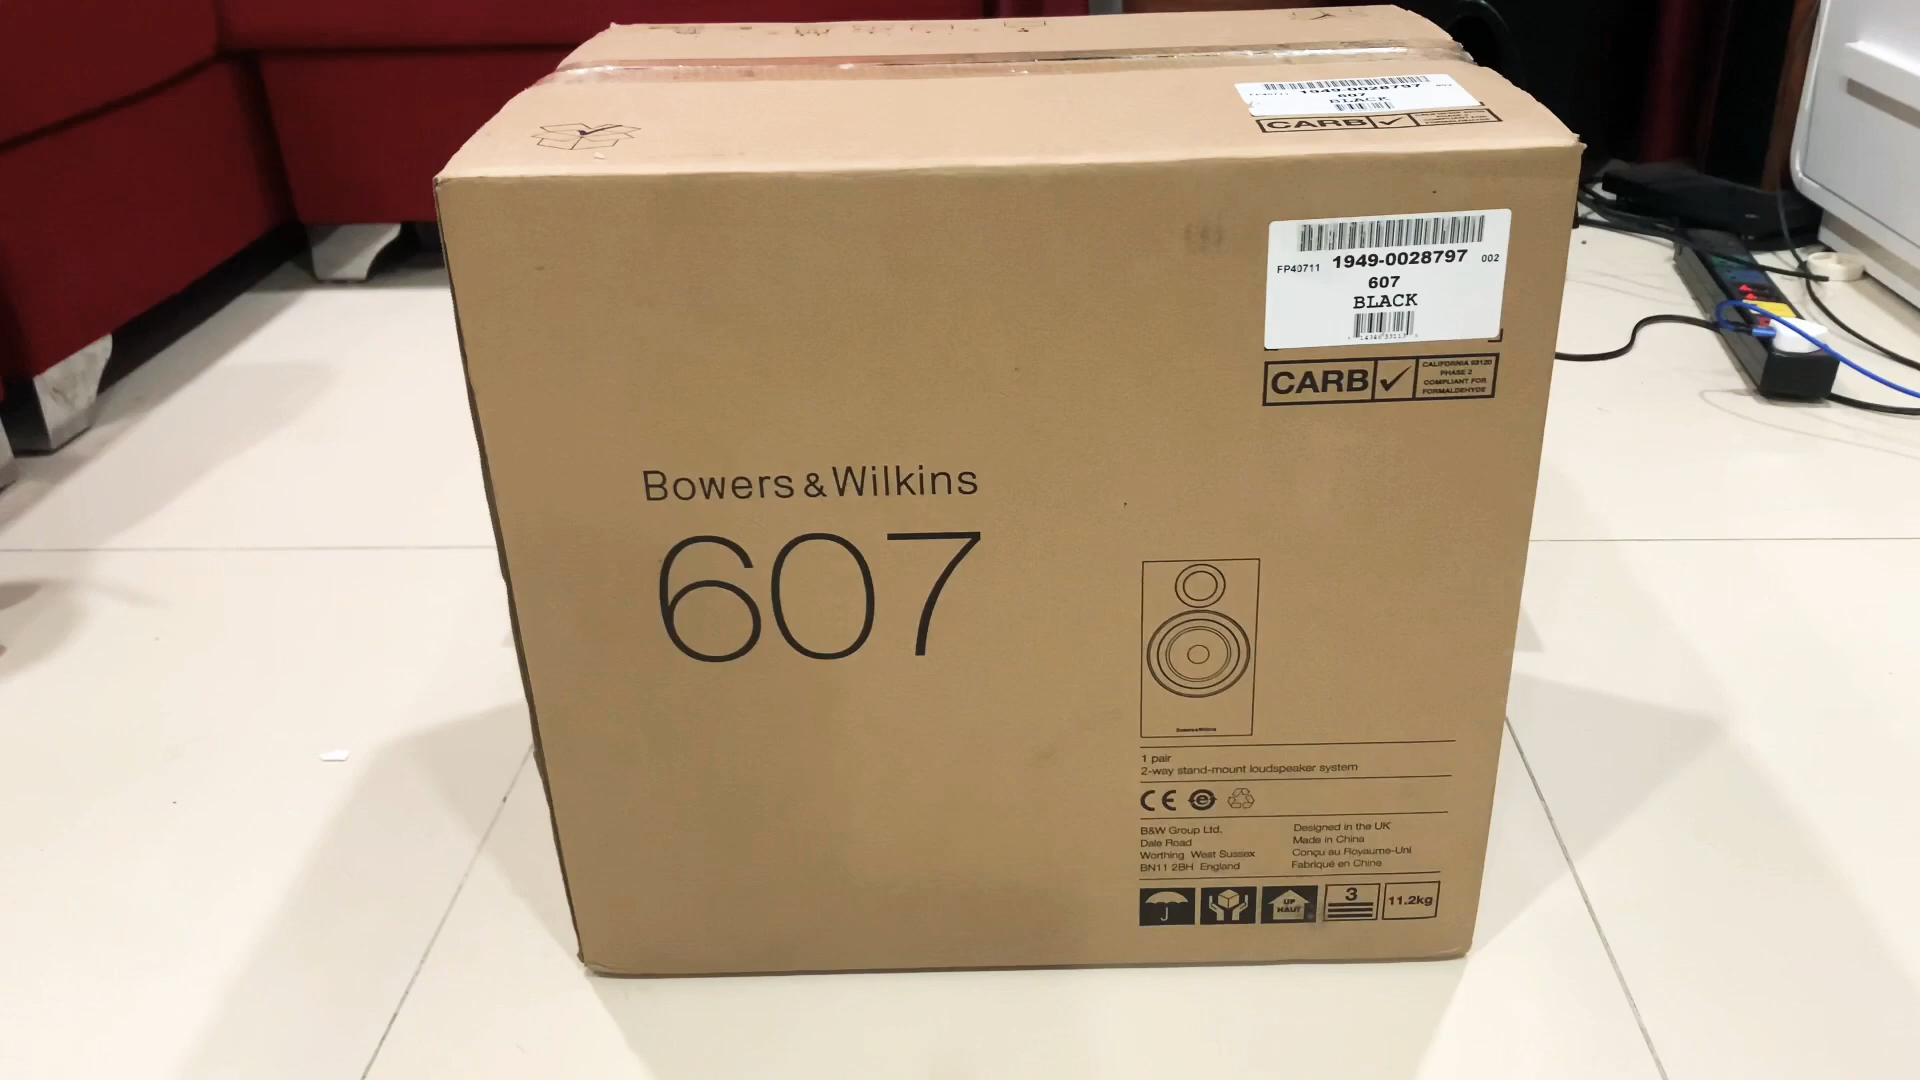 1949-0028797
607
BLACK
CARB
FP40711 1949-0028797 002
607
BLACK
CARB
CALIFORNIA 93120
PHASE 2
COMPLIANT FOR
FORMALDEHYDE
Bowers & Wilkins
607
Bowers & Wilkins
1 pair
2-way stand-mount loudspeaker system
CE e
B&W Group Ltd.
Dale Road
Worthing West Sussex
BN11 2BH England
Designed in the UK
Made in China
Conçu au Royaume-Uni
Fabriqué en Chine
UP
HAUT
3
11.2kg